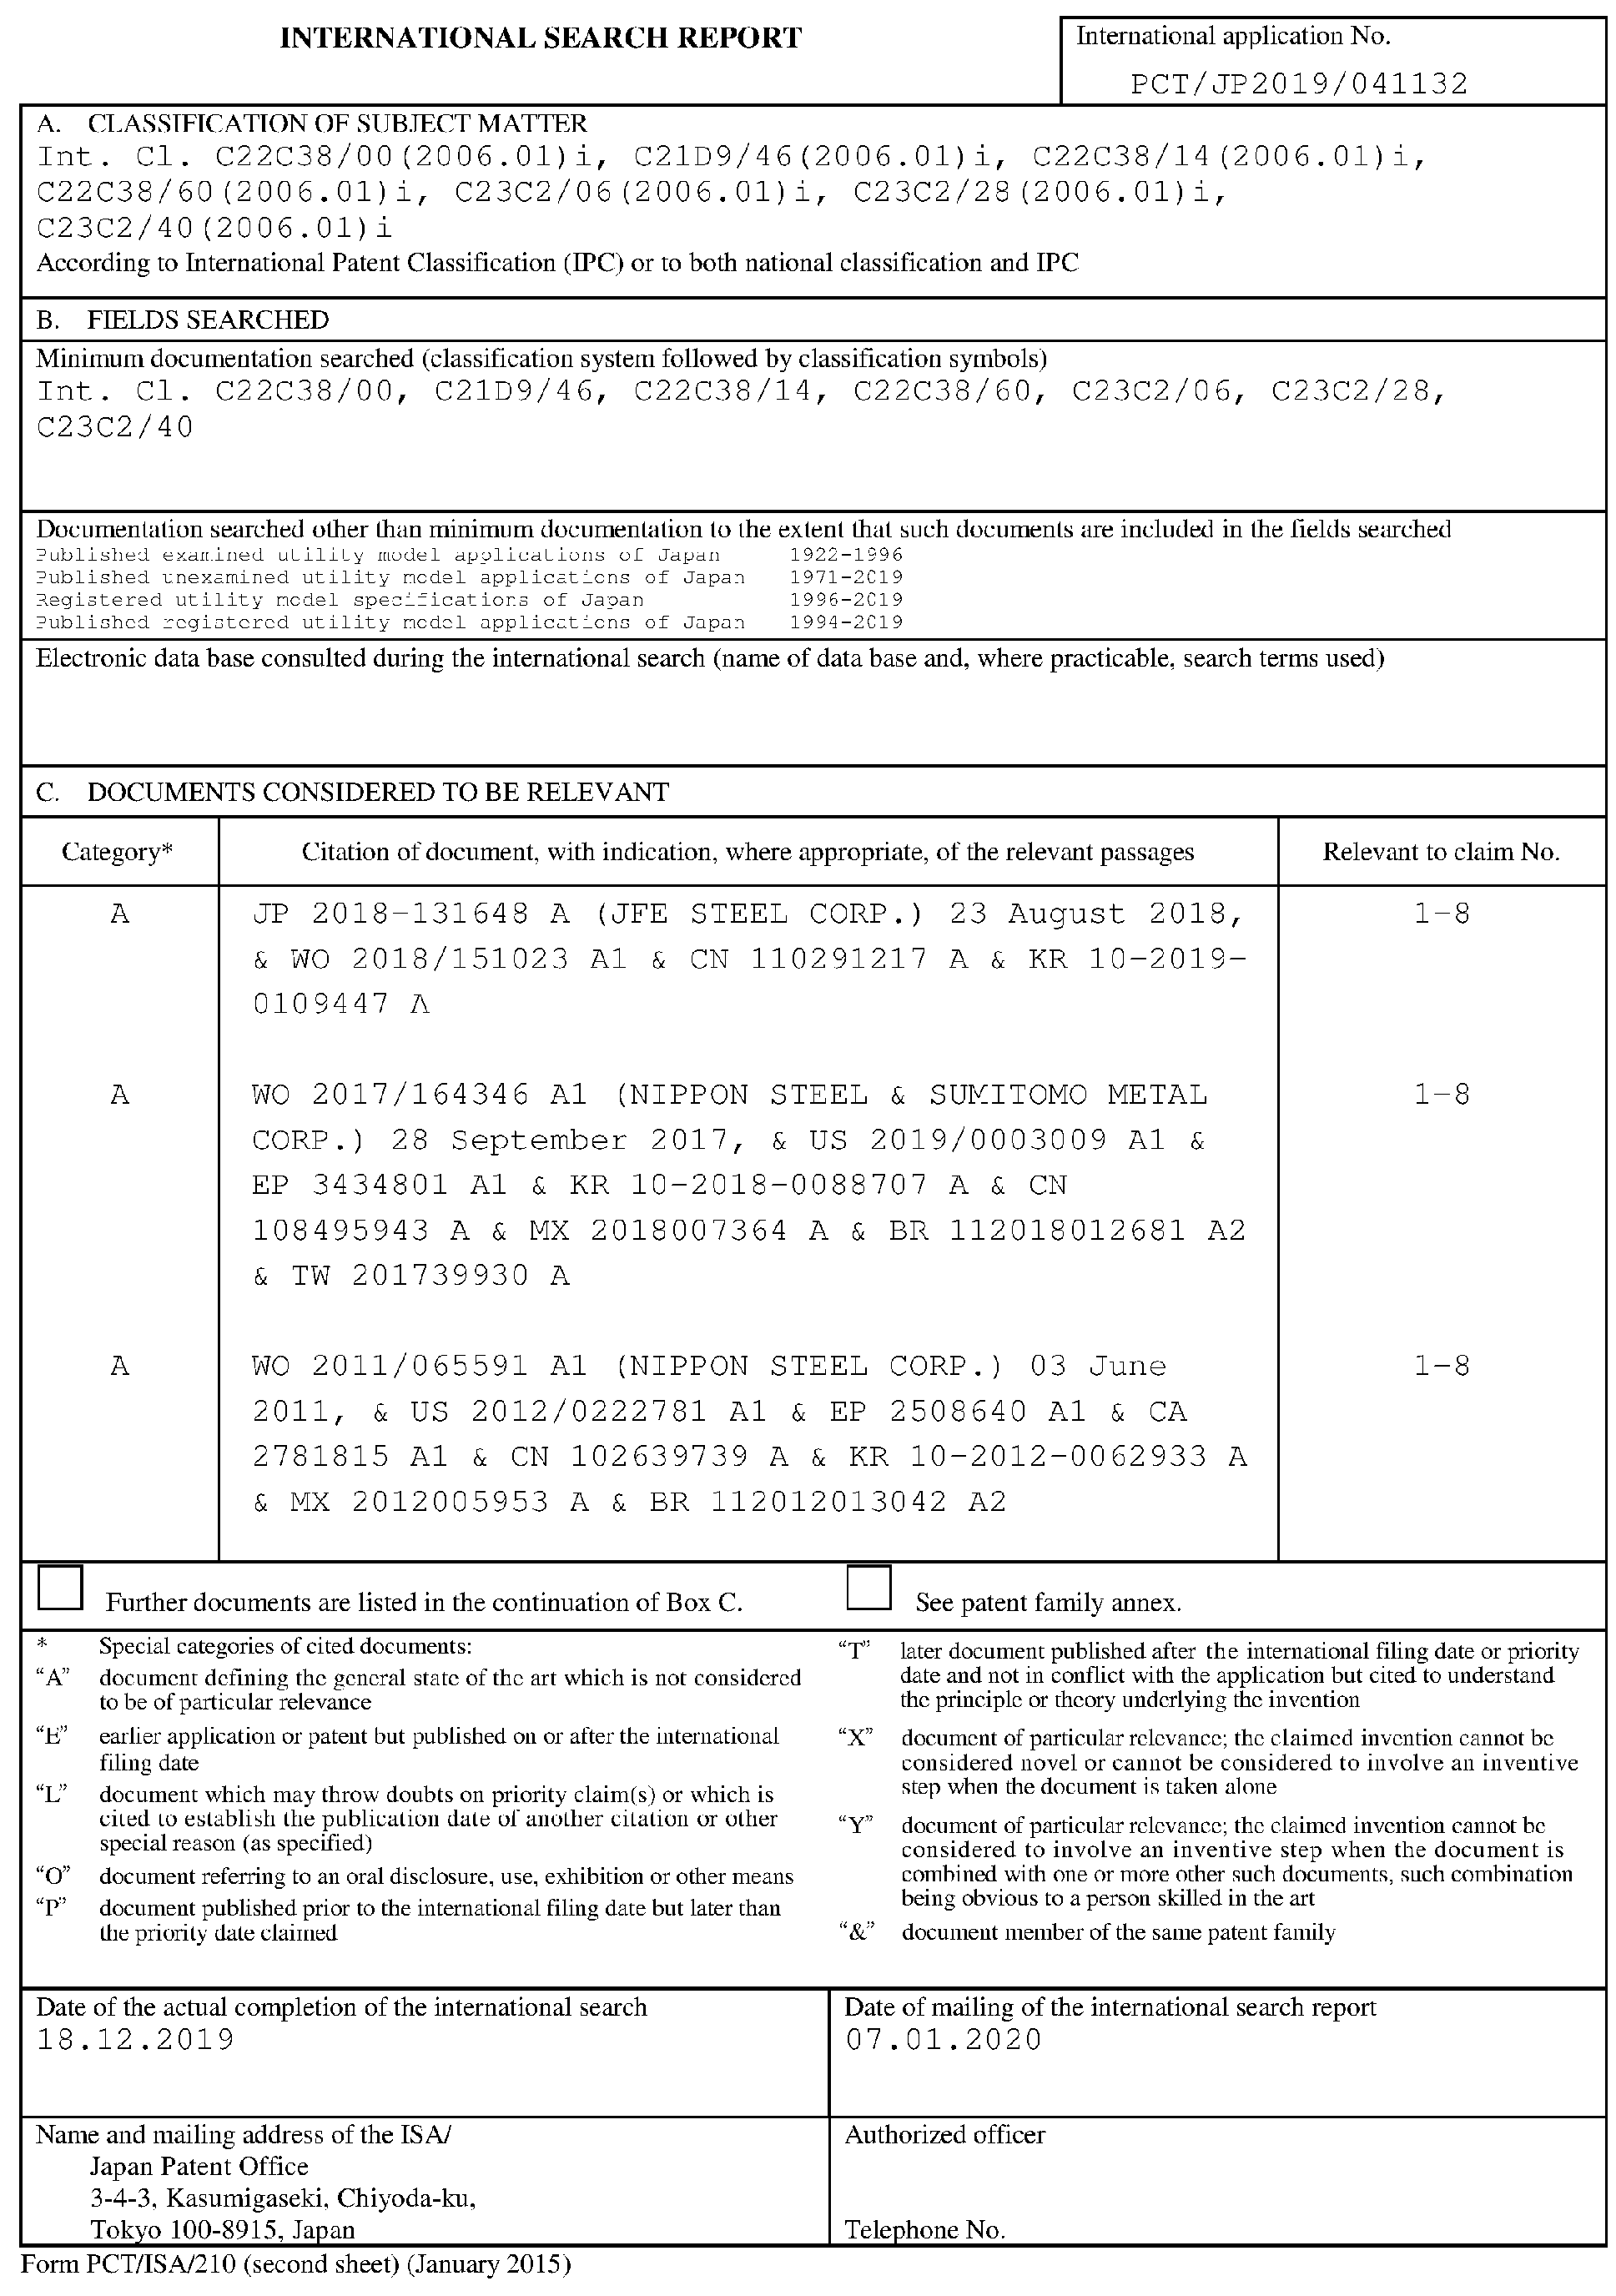 INTERNATIONAL SEARCH REPORT
International application No.
PCT/JP2019/041132
A. CLASSIFICATION OF SUBJECT MATTER
Int. Cl. C22C38/00(2006.01)i, C21D9/46(2006.01)i, C22C38/14(2006.01)i,
C22C38/60(2006.01)i, C23C2/06(2006.01)i, C23C2/28(2006.01)i,
C23C2/40(2006.01)i
According to International Patent Classification (IPC) or to both national classification and IPC
B. FIELDS SEARCHED
Minimum documentation searched (classification system followed by classification symbols)
Int. Cl. C22C38/00, C21D9/46, C22C38/14, C22C38/60, C23C2/06, C23C2/28,
C23C2/40
Documentation searched other than minimum documentation to the extent that such documents are included in the fields searched
Published examined utility model applications of Japan 1922-1996
Published unexamined utility model applications of Japan 1971-2019
Registered utility model specifications of Japan 1996-2019
Published registered utility model applications of Japan 1994-2019
Electronic data base consulted during the international search (name of data base and, where practicable, search terms used)
C. DOCUMENTS CONSIDERED TO BE RELEVANT
Category* Citation of document, with indication, where appropriate, of the relevant passages Relevant to claim No.
A JP 2018-131648 A (JFE STEEL CORP.) 23 August 2018, 1-8
& WO 2018/151023 A1 & CN 110291217 A & KR 10-2019-
0109447 A
A WO 2017/164346 A1 (NIPPON STEEL & SUMITOMO METAL 1-8
CORP.) 28 September 2017, & US 2019/0003009 A1 &
EP 3434801 A1 & KR 10-2018-0088707 A & CN
108495943 A & MX 2018007364 A & BR 112018012681 A2
& TW 201739930 A
A WO 2011/065591 A1 (NIPPON STEEL CORP.) 03 June 1-8
2011, & US 2012/0222781 A1 & EP 2508640 A1 & CA
2781815 A1 & CN 102639739 A & KR 10-2012-0062933 A
& MX 2012005953 A & BR 112012013042 A2
Further documents are listed in the continuation of Box C.
See patent family annex.
* Special categories of cited documents:
“A” document defining the general state of the art which is not considered
to be of particular relevance
“E” earlier application or patent but published on or after the international
filing date
“L” document which may throw doubts on priority claim(s) or which is
cited to establish the publication date of another citation or other
special reason (as specified)
“O” document referring to an oral disclosure, use, exhibition or other means
“P” document published prior to the international filing date but later than
the priority date claimed
“T” later document published after the international filing date or priority
date and not in conflict with the application but cited to understand
the principle or theory underlying the invention
“X” document of particular relevance; the claimed invention cannot be
considered novel or cannot be considered to involve an inventive
step when the document is taken alone
“Y” document of particular relevance; the claimed invention cannot be
considered to involve an inventive step when the document is
combined with one or more other such documents, such combination
being obvious to a person skilled in the art
“&” document member of the same patent family
Date of the actual completion of the international search
18.12.2019
Date of mailing of the international search report
07.01.2020
Name and mailing address of the ISA/
Japan Patent Office
3-4-3, Kasumigaseki, Chiyoda-ku,
Tokyo 100-8915, Japan
Authorized officer
Telephone No.
Form PCT/ISA/210 (second sheet) (January 2015)